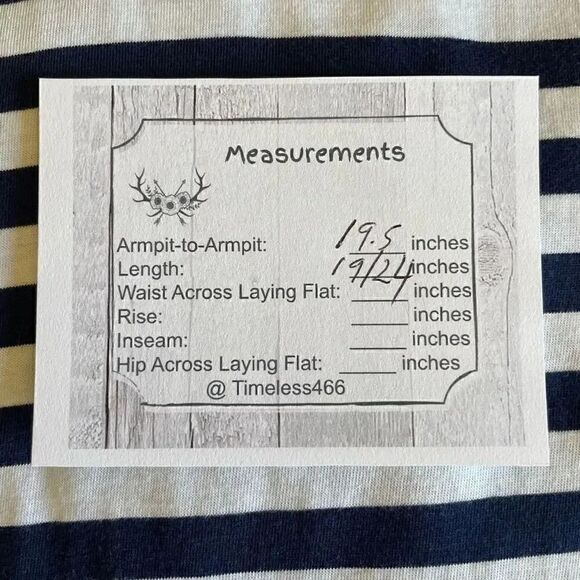 Measurements
Armpit-to-Armpit: 19.5 inches
Length: 19/24 inches
Waist Across Laying Flat: ____ inches
Rise: ____ inches
Inseam: ____ inches
Hip Across Laying Flat: ____ inches
@ Timeless466